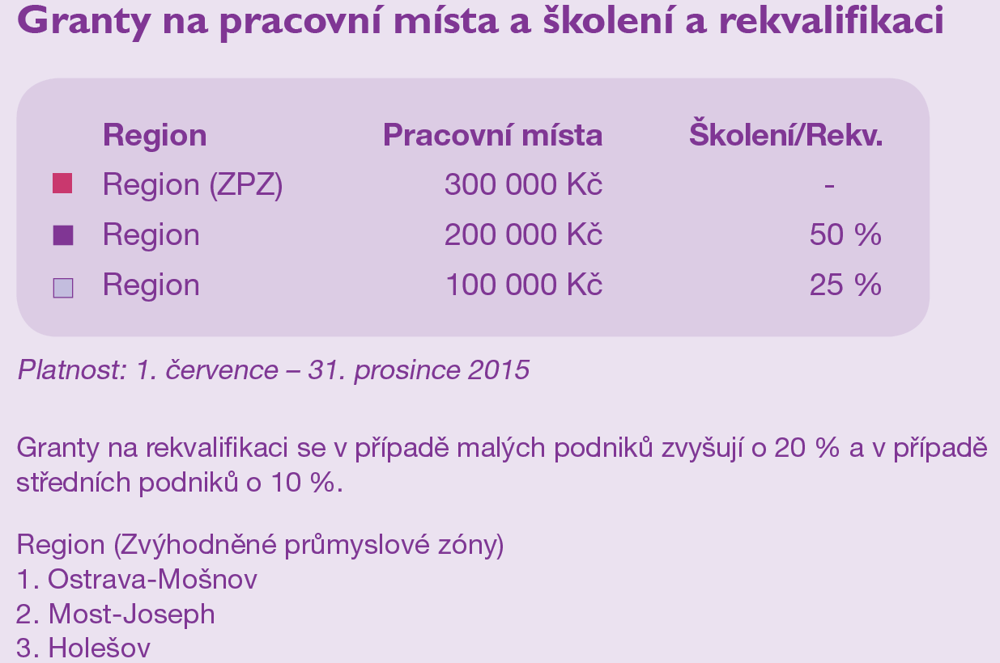 Granty na pracovní místa a školení a rekvalifikaci
Region Pracovní místa Školení/Rekv.
Region (ZPZ) 300 000 Kč -
Region 200 000 Kč 50 %
Region 100 000 Kč 25 %
Platnost: 1. července – 31. prosince 2015
Granty na rekvalifikaci se v případě malých podniků zvyšují o 20 % a v případě
středních podniků o 10 %.
Region (Zvýhodněné průmyslové zóny)
1. Ostrava-Mošnov
2. Most-Joseph
3. Holešov